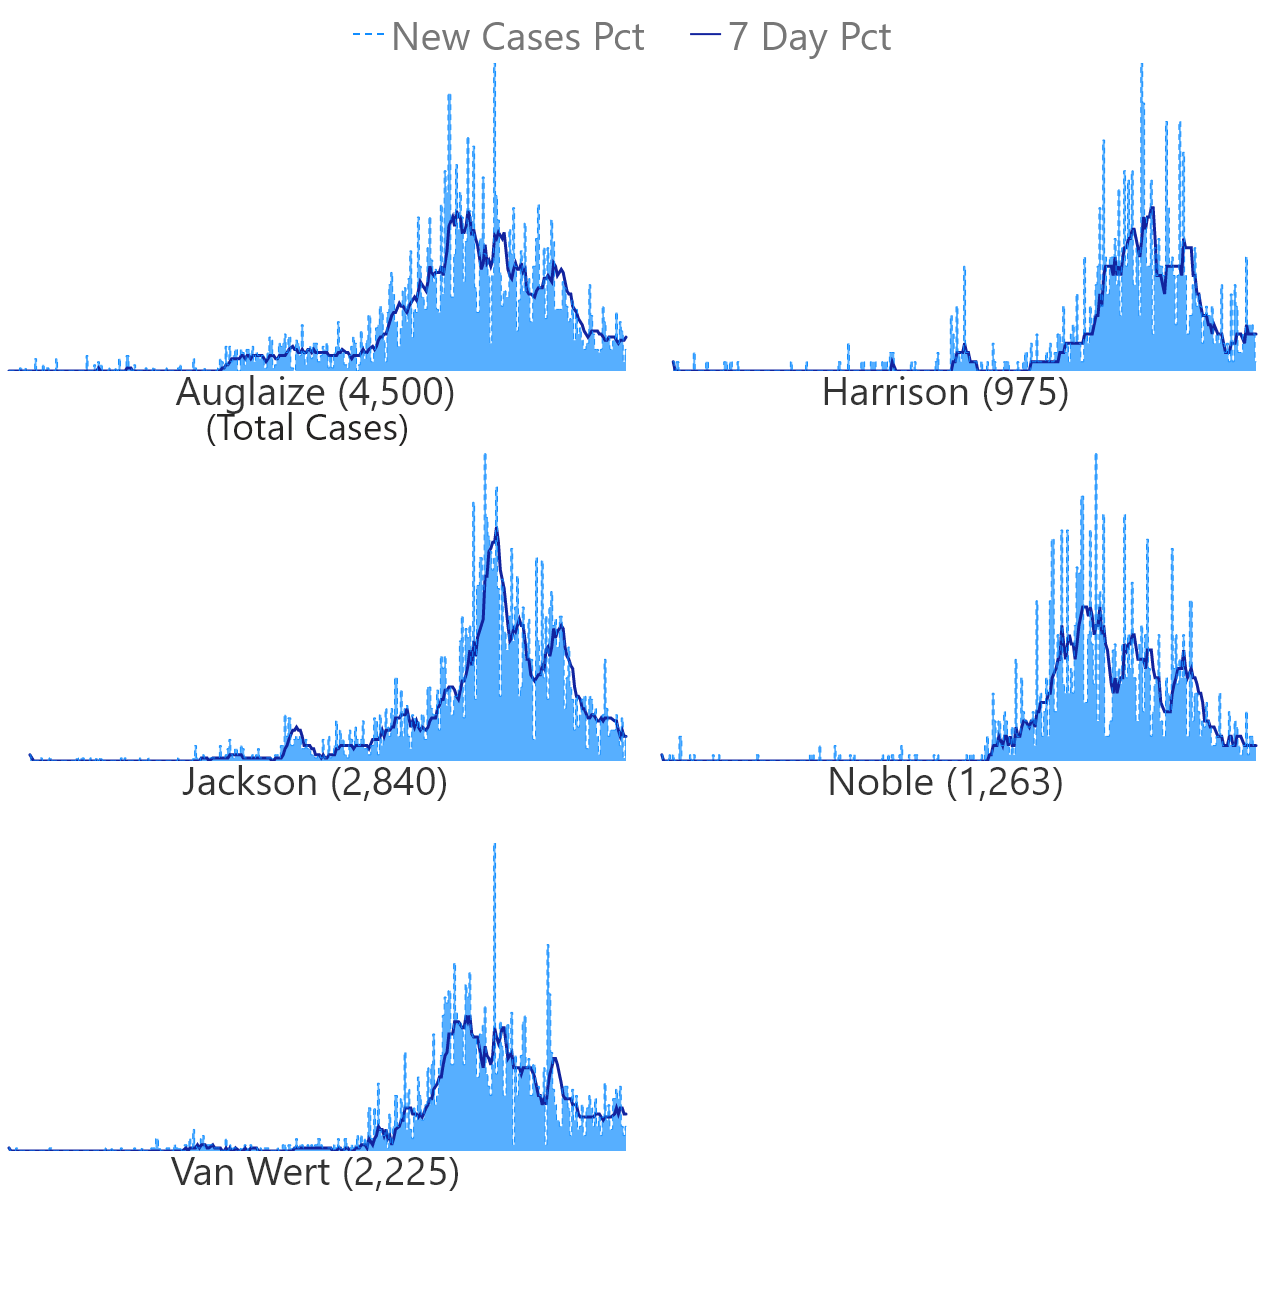 New Cases Pct 7 Day Pct
Auglaize (4,500)
(Total Cases)
Harrison (975)
Jackson (2,840)
Noble (1,263)
Van Wert (2,225)